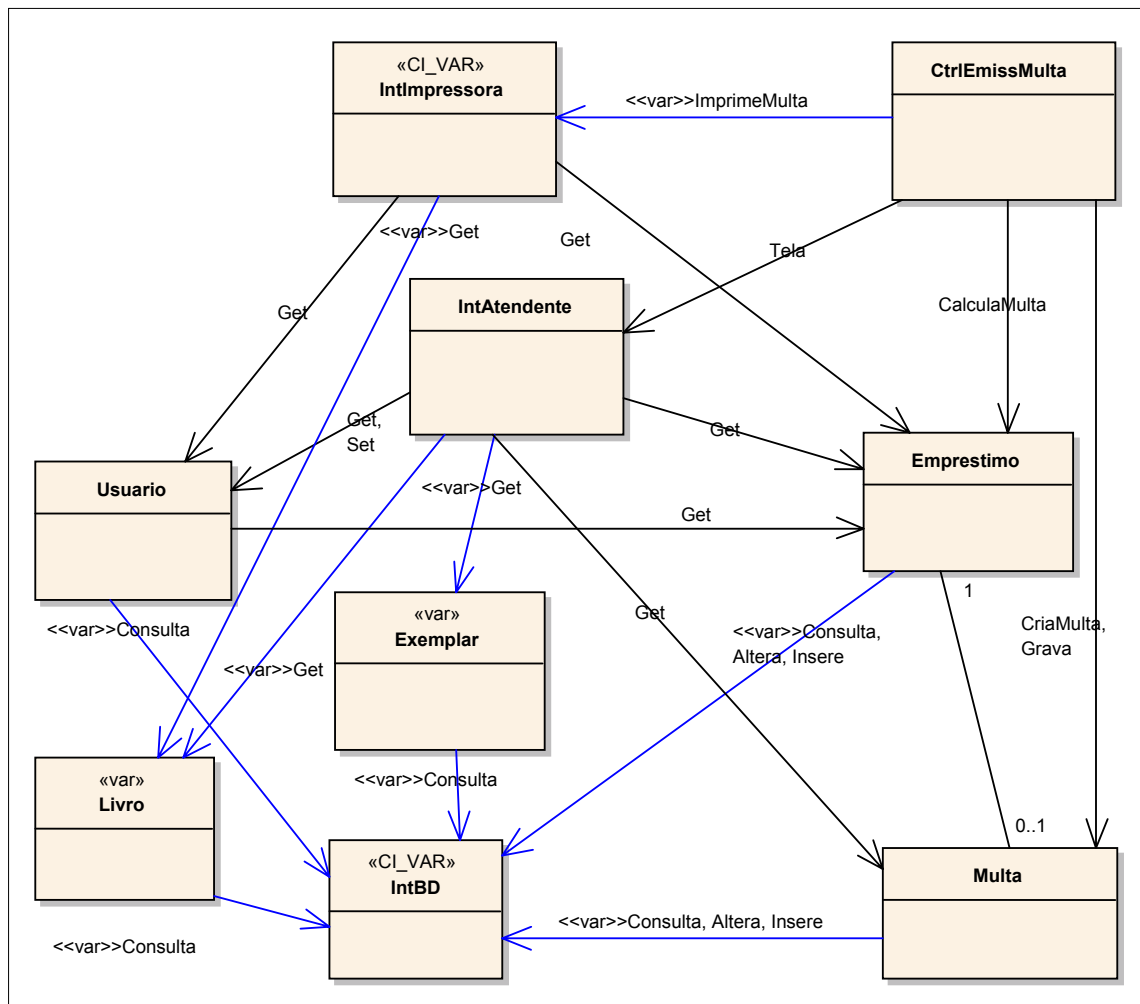 «CI_VAR»
IntImpressora
CtrlEmissMulta
<<var>>ImprimeMulta
<<var>>Get
Get
Tela
IntAtendente
CalculaMulta
Get
Get,
Set
Get
Usuario
Emprestimo
<<var>>Get
Get
1
<<var>>Consulta
«var»
Exemplar
Get
<<var>>Consulta,
Altera, Insere
CriaMulta,
Grava
<<var>>Get
«var»
Livro
<<var>>Consulta
0..1
«CI_VAR»
IntBD
Multa
<<var>>Consulta, Altera, Insere
<<var>>Consulta